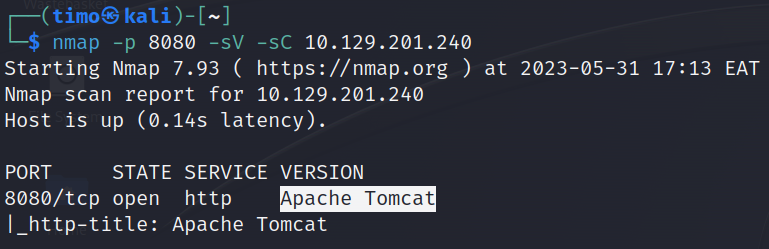 ┌──(timo㉿kali)-[~]
└─$ nmap -p 8080 -sV -sC 10.129.201.240
Starting Nmap 7.93 ( https://nmap.org ) at 2023-05-31 17:13 EAT
Nmap scan report for 10.129.201.240
Host is up (0.14s latency).
PORT     STATE SERVICE VERSION
8080/tcp open  http    Apache Tomcat
|_http-title: Apache Tomcat